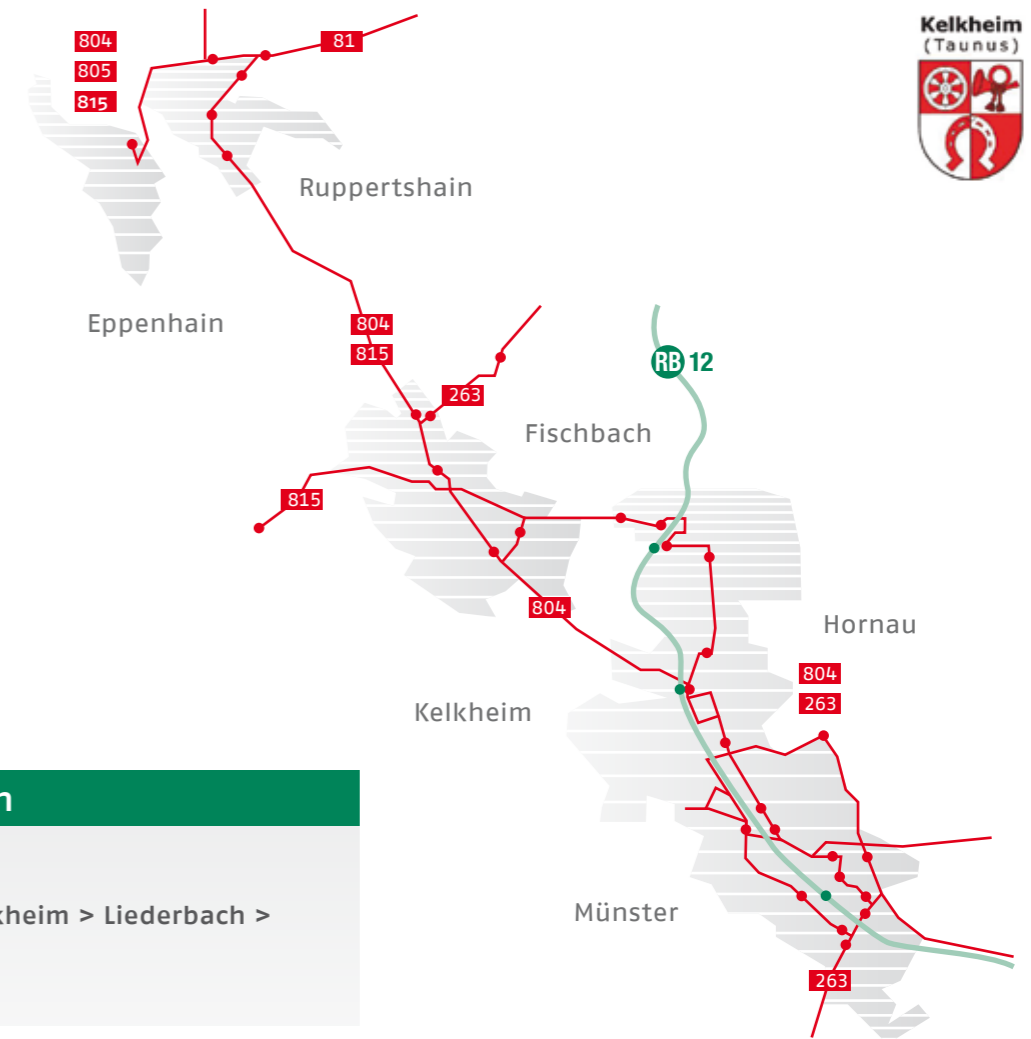 Kelkheim
(Taunus)
804
81
805
815
Ruppertshain
Eppenhain
804
815
RB 12
263
Fischbach
815
804
Hornau
804
Kelkheim
263
n
kheim > Liederbach >
Münster
263